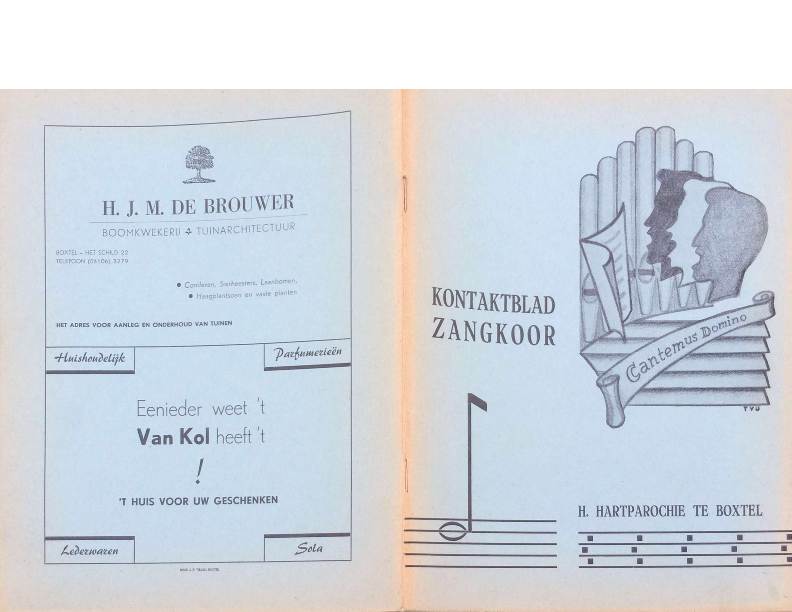 H. J. M. DE BROUWER
BOOMKWEKERIJ TUINARCHITECTUUR
BOXTEL - HET SCHILD 22
TELEFOON (04106) 3279
Coniferen, Sierheesters, Laanbomen,
Haagplantsoen en vaste planten
HET ADRES VOOR AANLEG EN ONDERHOUD VAN TUINEN
Huishoudelijk
Parfumerieën
Eenieder weet 't
Van Kol heeft 't
!
'T HUIS VOOR UW GESCHENKEN
Lederwaren
Sola
KONTAKTBLAD
ZANGKOOR
Cantemus Domino
H. HARTPAROCHIE TE BOXTEL